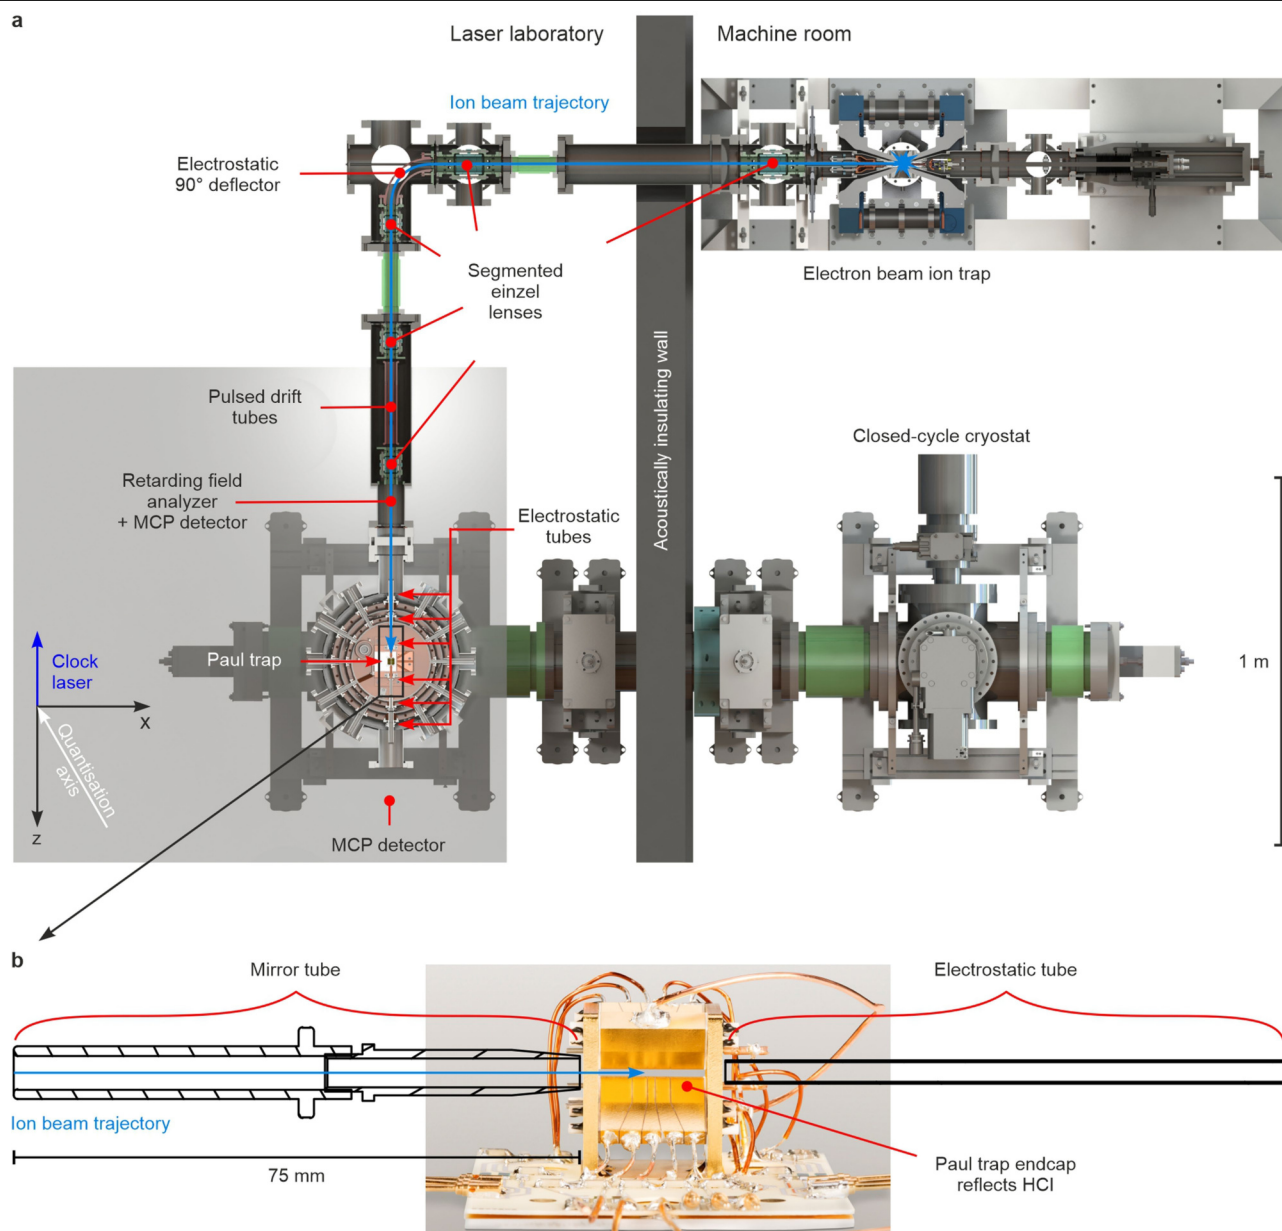 a
Laser laboratory
Machine room
Ion beam trajectory
Electrostatic
90° deflector
Segmented
einzel
lenses
Electron beam ion trap
Acoustically insulating wall
Pulsed drift
tubes
Closed-cycle cryostat
Retarding field
analyzer
+ MCP detector
Electrostatic
tubes
Paul trap
Clock
laser
x
Quantisation
axis
z
MCP detector
1 m
b
Mirror tube
Electrostatic tube
Ion beam trajectory
75 mm
Paul trap endcap
reflects HCI